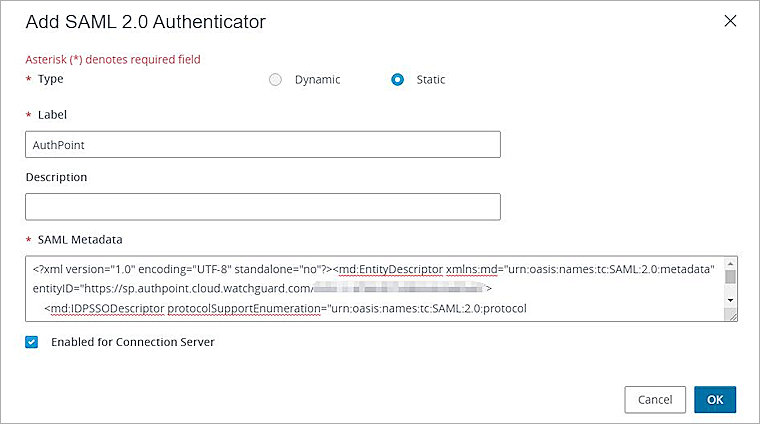 Add SAML 2.0 Authenticator
Asterisk (*) denotes required field
* Type Dynamic Static
* Label
AuthPoint
Description
* SAML Metadata
<?xml version="1.0" encoding="UTF-8" standalone="no"?><md:EntityDescriptor xmlns:md="urn:oasis:names:tc:SAML:2.0:metadata"
entityID="https://sp.authpoint.cloud.watchguard.com/ ">
<md:IDPSSODescriptor protocolSupportEnumeration="urn:oasis:names:tc:SAML:2.0:protocol
Enabled for Connection Server
Cancel OK